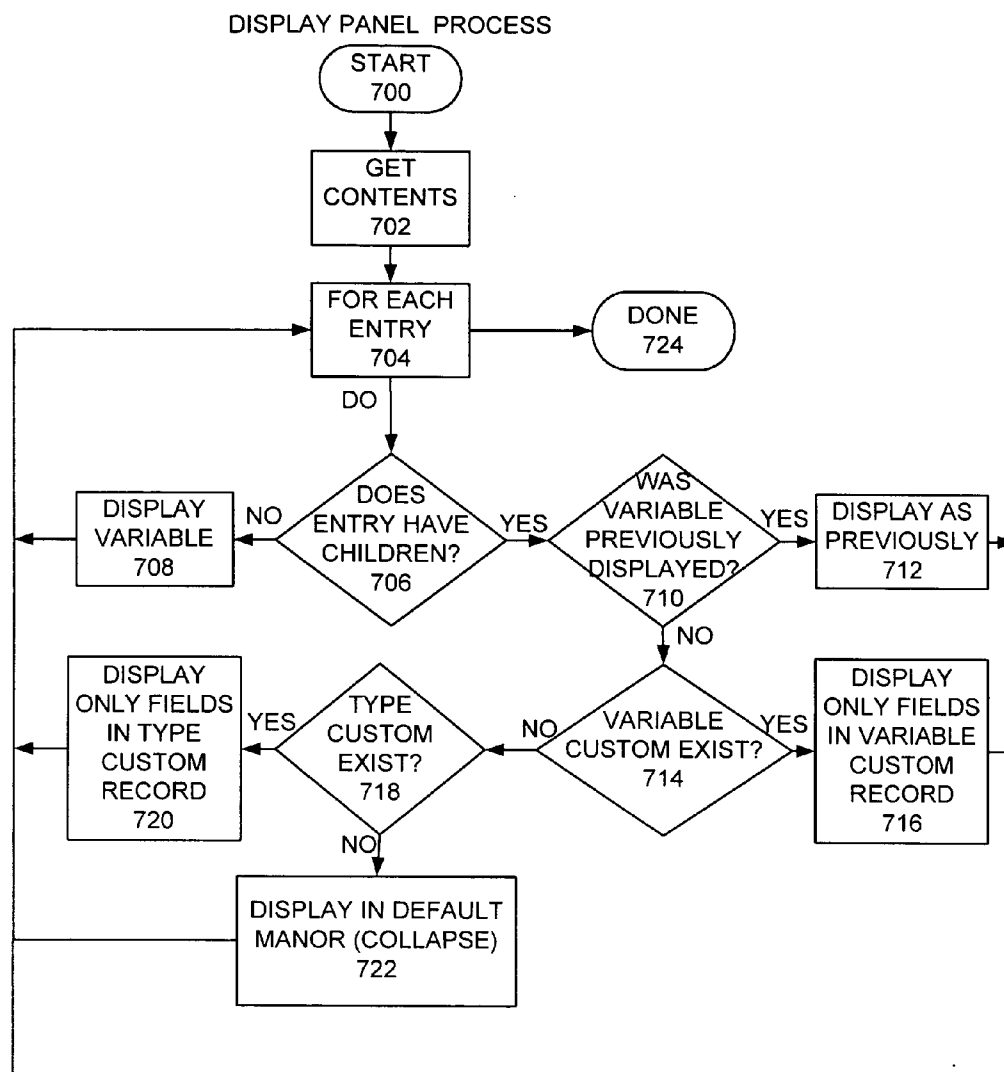 DISPLAY PANEL PROCESS
START
700
GET
CONTENTS
702
FOR EACH
ENTRY
704
DONE
724
DO
DOES
ENTRY HAVE
CHILDREN?
706
NO
DISPLAY
VARIABLE
708
YES
WAS
VARIABLE
PREVIOUSLY
DISPLAYED?
710
YES
DISPLAY AS
PREVIOUSLY
712
NO
VARIABLE
CUSTOM EXIST?
714
YES
DISPLAY
ONLY FIELDS
IN VARIABLE
CUSTOM
RECORD
716
NO
TYPE
CUSTOM
EXIST?
718
YES
DISPLAY
ONLY FIELDS
IN TYPE
CUSTOM
RECORD
720
NO
DISPLAY IN DEFAULT
MANOR (COLLAPSE)
722